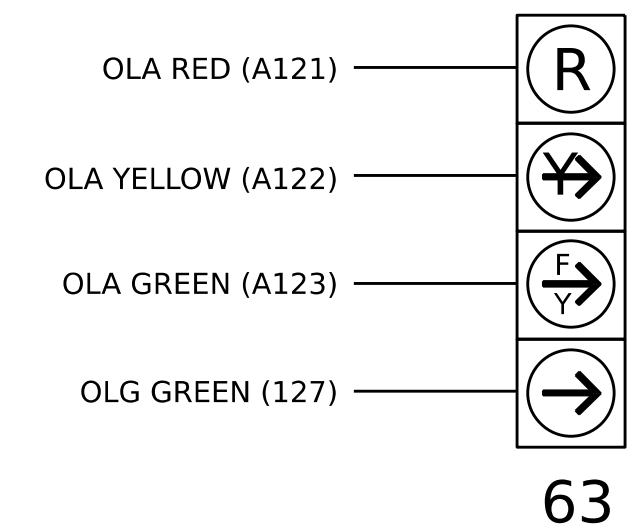 OLA RED (A121)
R
OLA YELLOW (A122)
Y
OLA GREEN (A123)
F
Y
OLG GREEN (127)
63